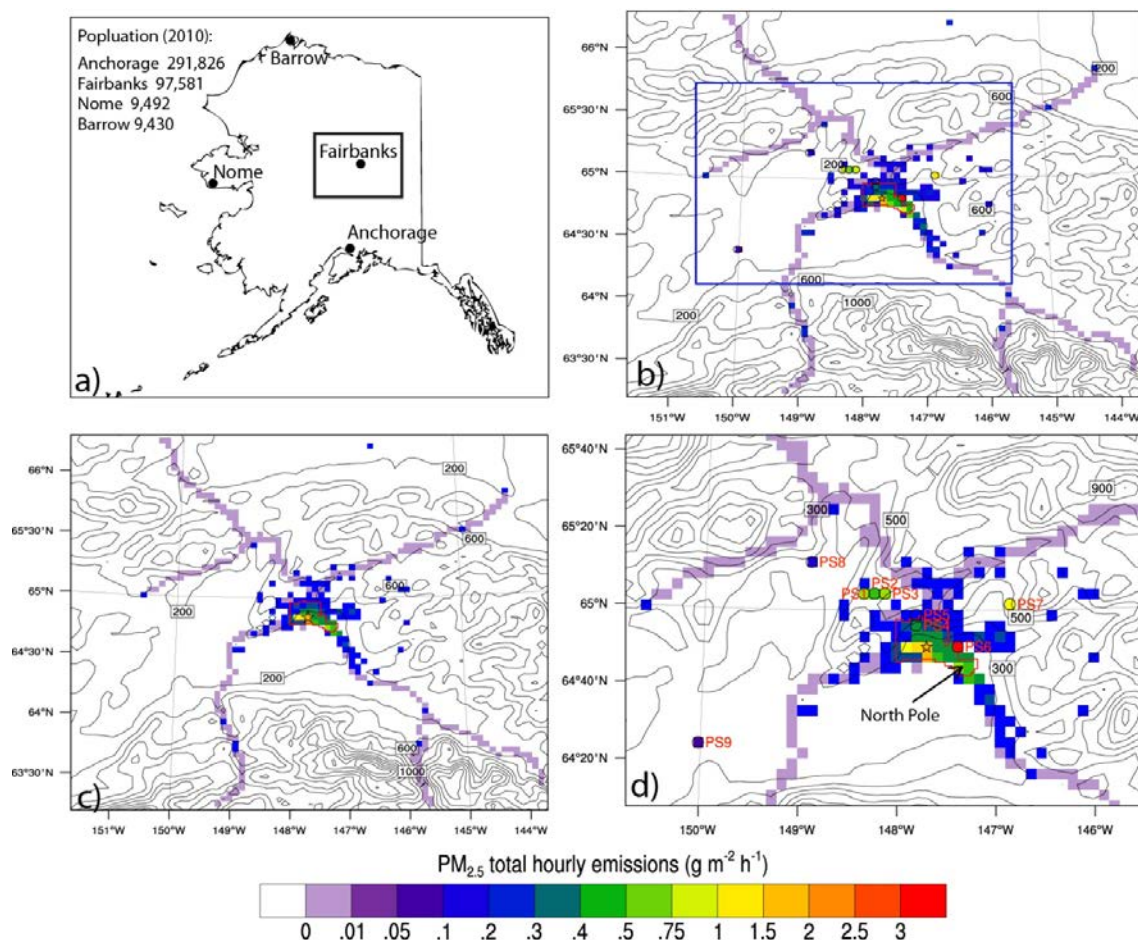 Popluation (2010):
Anchorage 291,826
Fairbanks 97,581
Nome 9,492
Barrow 9,430
Barrow
Fairbanks
Nome
Anchorage
a)
66°N
65°30'N
65°N
64°30'N
64°N
63°30'N
200
600
200
600
600
1000
200
b)
151°W 150°W 149°W 148°W 147°W 146°W 145°W 144°W
66°N
65°30'N
65°N
64°30'N
64°N
63°30'N
200
600
600
200
200
600
1000
c)
151°W 150°W 149°W 148°W 147°W 146°W 145°W 144°W
65°40'N
65°20'N
65°N
64°40'N
64°20'N
900
300
500
PS8
PS2
PS3
PS7
500
PS6
300
North Pole
PS9
d)
150°W 149°W 148°W 147°W 146°W
PM2.5 total hourly emissions (g m-2 h-1)
0 .01 .05 .1 .2 .3 .4 .5 .75 1 1.5 2 2.5 3